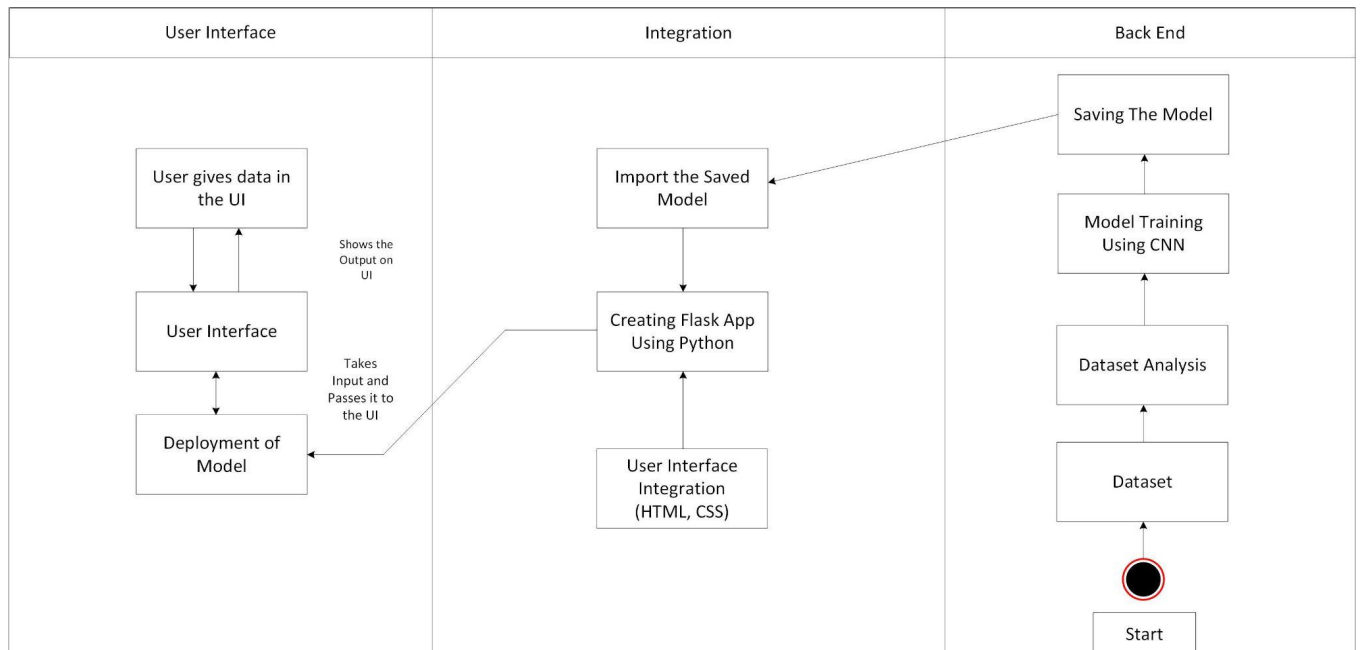 User Interface
Integration
Back End
User gives data in
the UI
Shows the
Output on
UI
User Interface
Takes
Input and
Passes it to
the UI
Deployment of
Model
Import the Saved
Model
Creating Flask App
Using Python
User Interface
Integration
(HTML, CSS)
Saving The Model
Model Training
Using CNN
Dataset Analysis
Dataset
Start